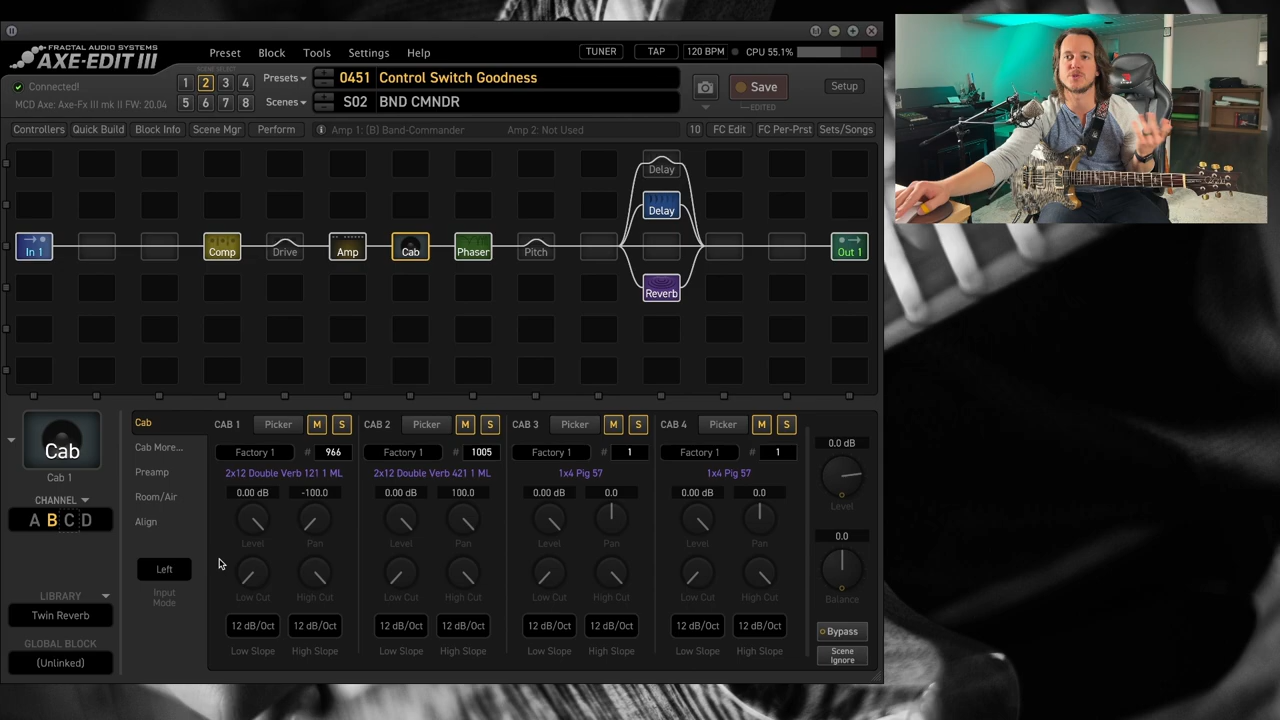 FRACTAL AUDIO SYSTEMS
AXE-EDIT III
Preset Block Tools Settings Help
TUNER TAP 120 BPM CPU 55.1%
Connected!
MCD Axe: Axe-Fx III mk II FW: 20.04
SCENE SELECT
1 2 3 4
5 6 7 8
Presets 0451 Control Switch Goodness
Scenes S02 BND CMNDR
Save
EDITED
Setup
Controllers Quick Build Block Info Scene Mgr Perform Amp 1: (B) Band-Commander Amp 2: Not Used 10 FC Edit FC Per-Prst Sets/Songs
Delay
Delay
In 1 Comp Drive Amp Cab Phaser Pitch Out 1
Reverb
Cab
Cab 1
CHANNEL
A B C D
LIBRARY
Twin Reverb
GLOBAL BLOCK
(Unlinked)
Cab
Cab More...
Preamp
Room/Air
Align
Left
Input
Mode
CAB 1 Picker M S CAB 2 Picker M S CAB 3 Picker M S CAB 4 Picker M S
Factory 1 # 966 Factory 1 # 1005 Factory 1 # 1 Factory 1 # 1
2x12 Double Verb 121 1 ML 2x12 Double Verb 421 1 ML 1x4 Pig 57 1x4 Pig 57
0.00 dB -100.0 0.00 dB 100.0 0.00 dB 0.0 0.00 dB 0.0
Level Pan Level Pan Level Pan Level Pan
Low Cut High Cut Low Cut High Cut Low Cut High Cut Low Cut High Cut
12 dB/Oct 12 dB/Oct 12 dB/Oct 12 dB/Oct 12 dB/Oct 12 dB/Oct 12 dB/Oct 12 dB/Oct
Low Slope High Slope Low Slope High Slope Low Slope High Slope Low Slope High Slope
0.0 dB
Level
0.0
Balance
Bypass
Scene
Ignore